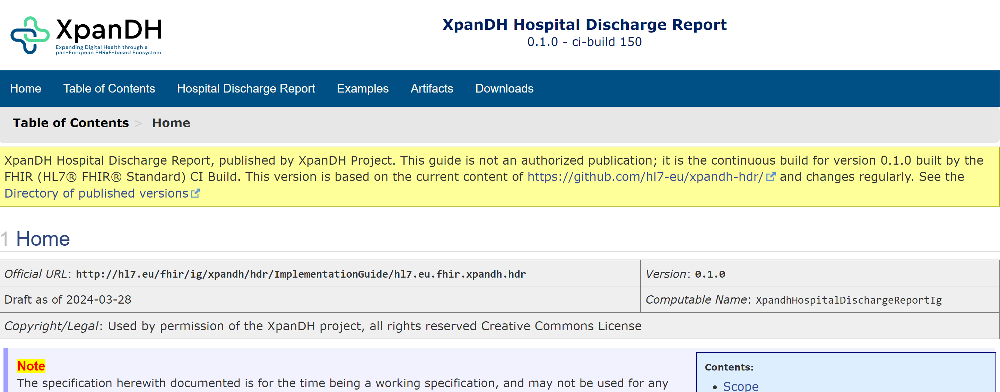 XpanDH
Expanding Digital Health through a
pan-European EHRxF-based Ecosystem
XpanDH Hospital Discharge Report
0.1.0 - ci-build 150
Home Table of Contents Hospital Discharge Report Examples Artifacts Downloads
Table of Contents > Home
XpanDH Hospital Discharge Report, published by XpanDH Project. This guide is not an authorized publication; it is the continuous build for version 0.1.0 built by the
FHIR (HL7® FHIR® Standard) CI Build. This version is based on the current content of https://github.com/hl7-eu/xpandh-hdr/ and changes regularly. See the
Directory of published versions
1 Home
Official URL: http://hl7.eu/fhir/ig/xpandh/hdr/ImplementationGuide/hl7.eu.fhir.xpandh.hdr Version: 0.1.0
Draft as of 2024-03-28 Computable Name: XpandhHospitalDischargeReportIg
Copyright/Legal: Used by permission of the XpanDH project, all rights reserved Creative Commons License
Note
The specification herewith documented is for the time being a working specification, and may not be used for any
Contents:
• Scope